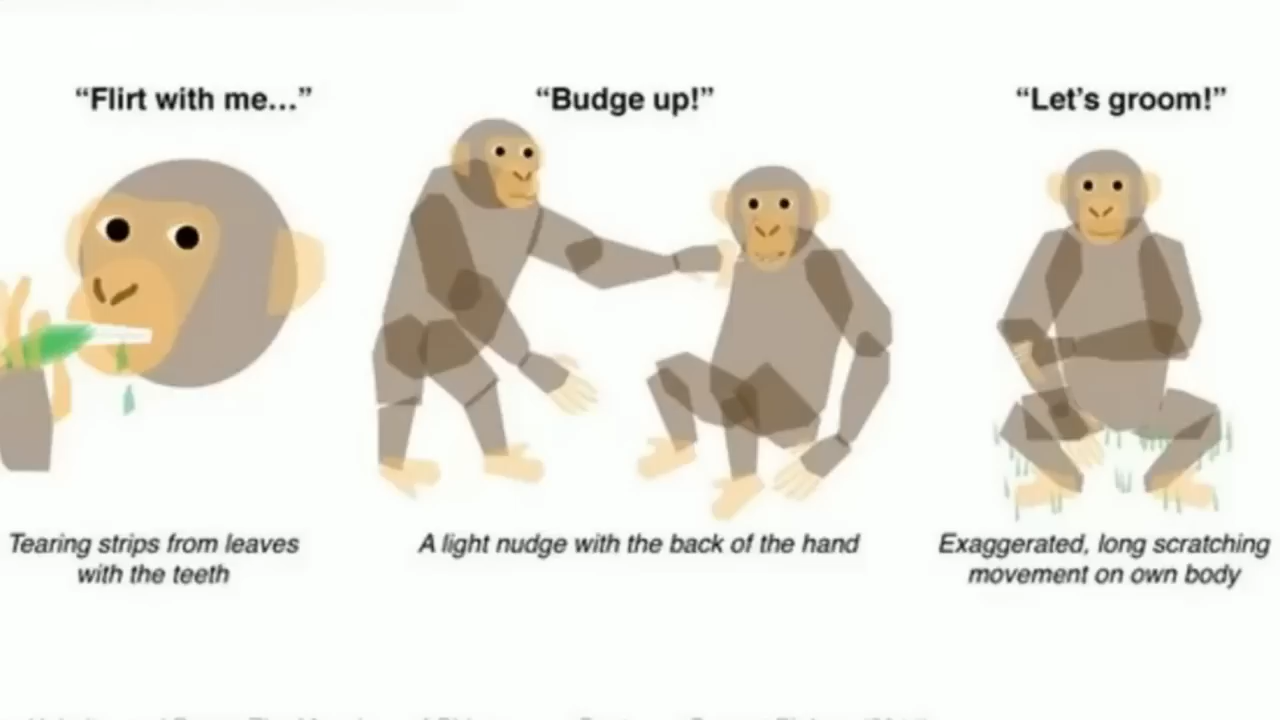 “Flirt with me...”
“Budge up!”
“Let’s groom!”
Tearing strips from leaves
with the teeth
A light nudge with the back of the hand
Exaggerated, long scratching
movement on own body